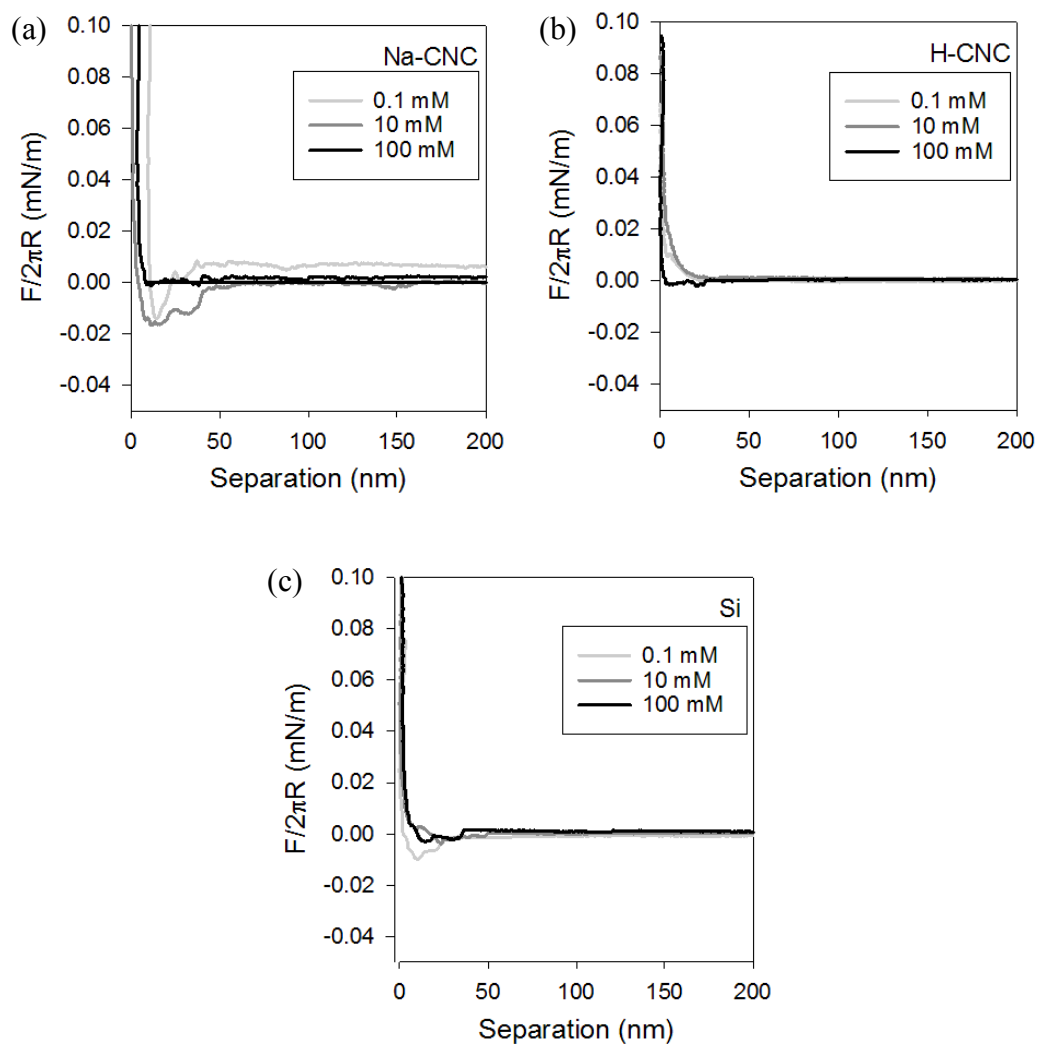 (a)
Na-CNC
0.1 mM
10 mM
100 mM
F/2πR (mN/m)
0.10
0.08
0.06
0.04
0.02
0.00
-0.02
-0.04
0 50 100 150 200
Separation (nm)
(b)
H-CNC
0.1 mM
10 mM
100 mM
F/2πR (mN/m)
0.10
0.08
0.06
0.04
0.02
0.00
-0.02
-0.04
0 50 100 150 200
Separation (nm)
(c)
Si
0.1 mM
10 mM
100 mM
F/2πR (mN/m)
0.10
0.08
0.06
0.04
0.02
0.00
-0.02
-0.04
0 50 100 150 200
Separation (nm)